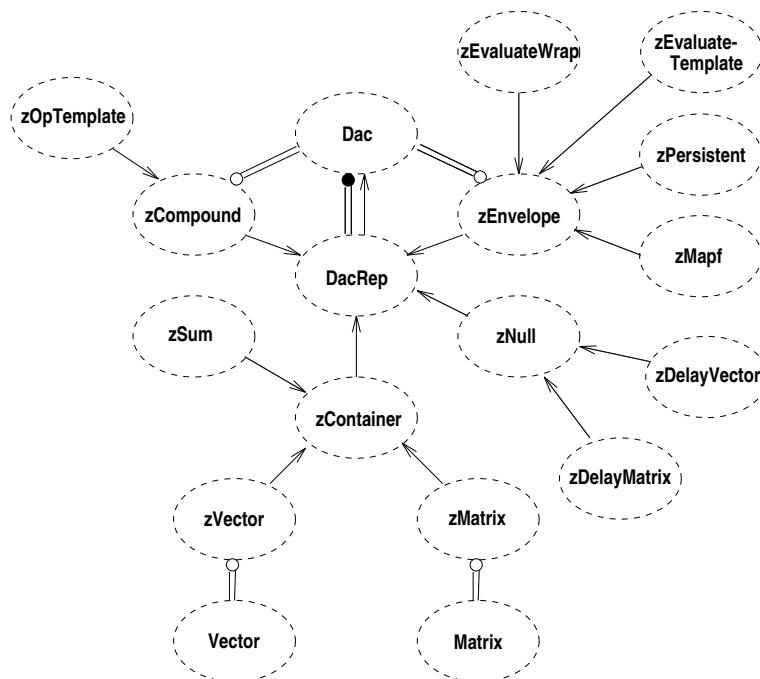 zEvaluateWrap
zEvaluate-
Template
zOpTemplate
Dac
zPersistent
zCompound
zEnvelope
zMapf
DacRep
zSum
zNull
zDelayVector
zContainer
zDelayMatrix
zVector
zMatrix
Vector
Matrix